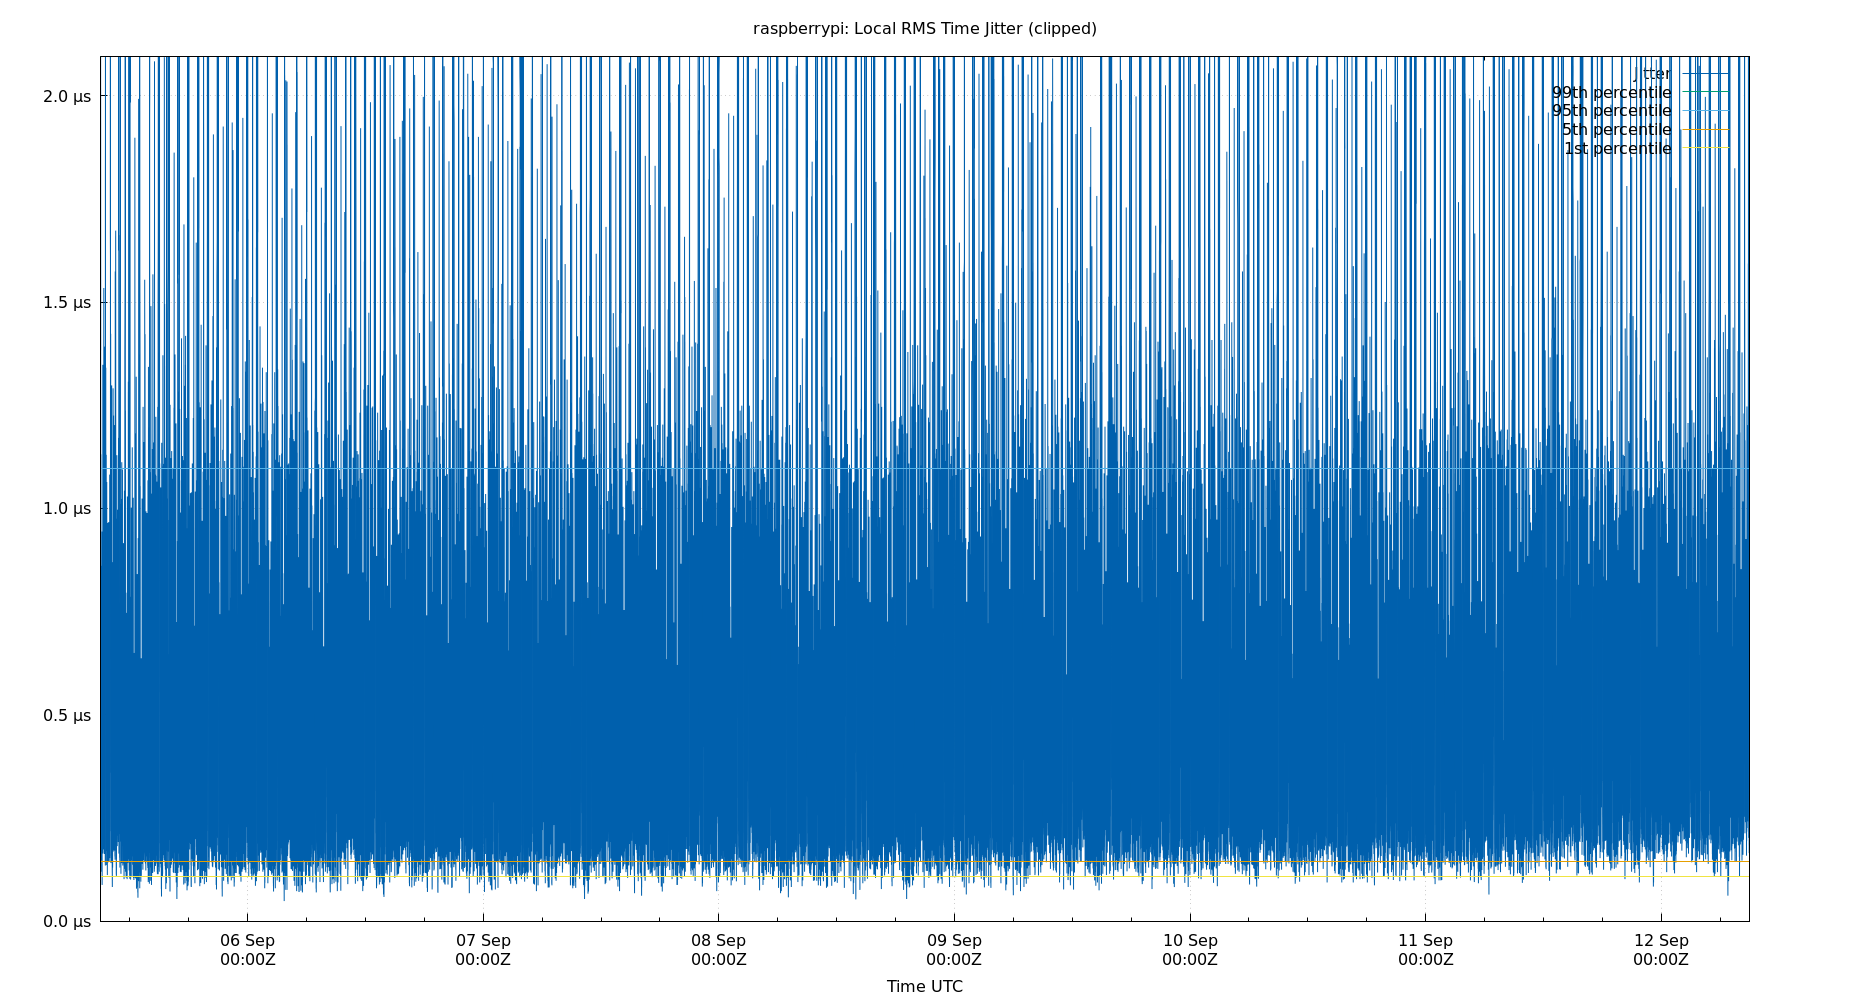 raspberrypi: Local RMS Time Jitter (clipped)
jitter
99th percentile
95th percentile
5th percentile
1st percentile
2.0 µs
1.5 µs
1.0 µs
0.5 µs
0.0 µs
06 Sep 07 Sep 08 Sep 09 Sep 10 Sep 11 Sep 12 Sep
00:00Z 00:00Z 00:00Z 00:00Z 00:00Z 00:00Z 00:00Z
Time UTC